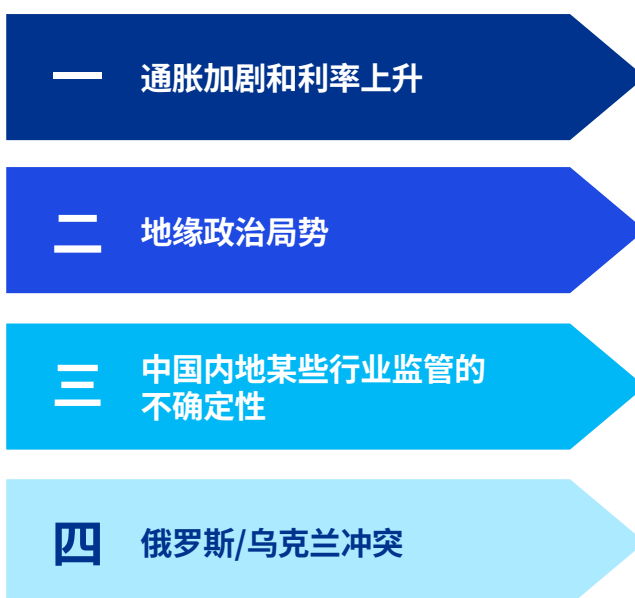 一
通胀加剧和利率上升
二
地缘政治局势
三
中国内地某些行业监管的
不确定性
四
俄罗斯/乌克兰冲突